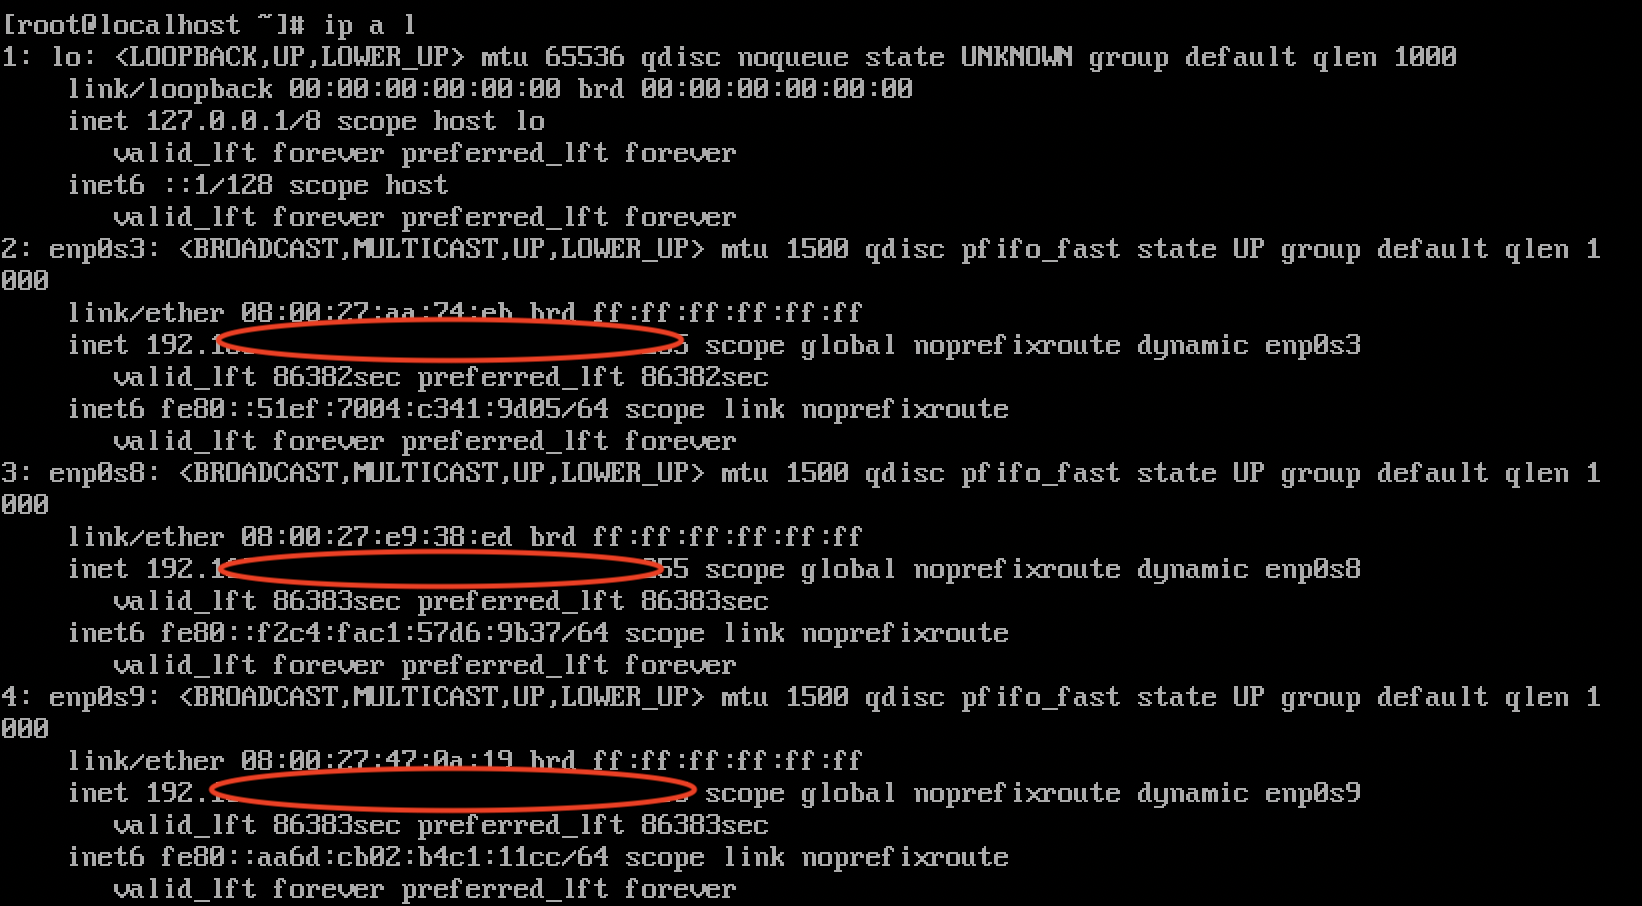 [root@localhost ~]# ip a l
1: lo: <LOOPBACK,UP,LOWER_UP> mtu 65536 qdisc noqueue state UNKNOWN group default qlen 1000
link/loopback 00:00:00:00:00:00 brd 00:00:00:00:00:00
inet 127.0.0.1/8 scope host lo
valid_lft forever preferred_lft forever
inet6 ::1/128 scope host
valid_lft forever preferred_lft forever
2: enp0s3: <BROADCAST,MULTICAST,UP,LOWER_UP> mtu 1500 qdisc pfifo_fast state UP group default qlen 1
000
link/ether 08:00:27:aa:74:eb brd ff:ff:ff:ff:ff:ff
inet 192. scope global noprefixroute dynamic enp0s3
valid_lft 86382sec preferred_lft 86382sec
inet6 fe80::51ef:7004:c341:9d05/64 scope link noprefixroute
valid_lft forever preferred_lft forever
3: enp0s8: <BROADCAST,MULTICAST,UP,LOWER_UP> mtu 1500 qdisc pfifo_fast state UP group default qlen 1
000
link/ether 08:00:27:e9:38:ed brd ff:ff:ff:ff:ff:ff
inet 192. scope global noprefixroute dynamic enp0s8
valid_lft 86383sec preferred_lft 86383sec
inet6 fe80::f2c4:fac1:57d6:9b37/64 scope link noprefixroute
valid_lft forever preferred_lft forever
4: enp0s9: <BROADCAST,MULTICAST,UP,LOWER_UP> mtu 1500 qdisc pfifo_fast state UP group default qlen 1
000
link/ether 08:00:27:47:0a:19 brd ff:ff:ff:ff:ff:ff
inet 192. scope global noprefixroute dynamic enp0s9
valid_lft 86383sec preferred_lft 86383sec
inet6 fe80::aa6d:cb02:b4c1:11cc/64 scope link noprefixroute
valid_lft forever preferred_lft forever